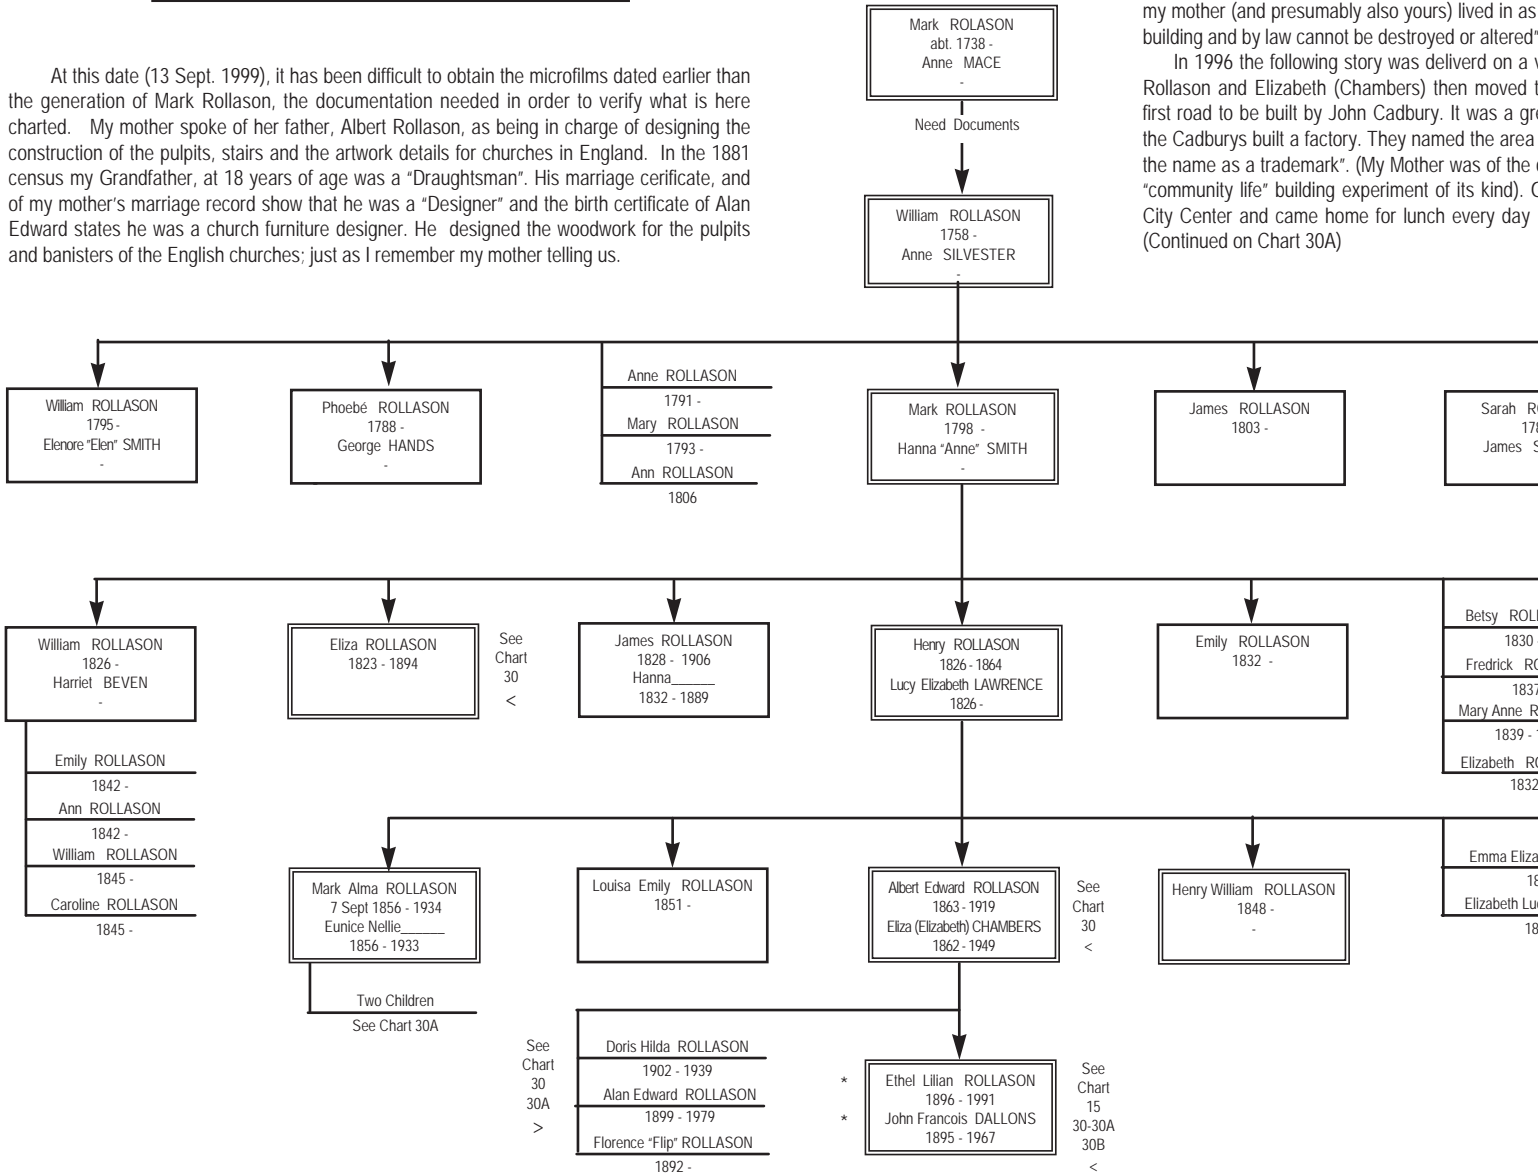 At this date (13 Sept. 1999), it has been difficult to obtain the microfilms dated earlier than
the generation of Mark Rollason, the documentation needed in order to verify what is here
charted. My mother spoke of her father, Albert Rollason, as being in charge of designing the
construction of the pulpits, stairs and the artwork details for churches in England. In the 1881
census my Grandfather, at 18 years of age was a “Draughtsman”. His marriage cerificate, and
of my mother’s marriage record show that he was a “Designer” and the birth certificate of Alan
Edward states he was a church furniture designer. He designed the woodwork for the pulpits
and banisters of the English churches; just as I remember my mother telling us.
Mark ROLASON
abt. 1738 -
Anne MACE
-
Need Documents
William ROLLASON
1758 -
Anne SILVESTER
-
my mother (and presumably also yours) lived in as
building and by law cannot be destroyed or altered”
In 1996 the following story was deliverd on a
Rollason and Elizabeth (Chambers) then moved
first road to be built by John Cadbury. It was a
the Cadburys built a factory. They named the area
the name as a trademark”. (My Mother was of the
“community life” building experiment of its kind).
City Center and came home for lunch every day
(Continued on Chart 30A)
William ROLLASON
1795 -
Elenore “Elen” SMITH
-
Phoebé ROLLASON
1788 -
George HANDS
-
Anne ROLLASON
1791 -
Mary ROLLASON
1793 -
Ann ROLLASON
1806
Mark ROLLASON
1798 -
Hanna “Anne” SMITH
-
James ROLLASON
1803 -
Sarah
James
William ROLLASON
1826 -
Harriet BEVEN
-
Eliza ROLLASON
1823 - 1894
See
Chart
30
<
James ROLLASON
1828 - 1906
Hanna______
1832 - 1889
Henry ROLLASON
1826 - 1864
Lucy Elizabeth LAWRENCE
1826 -
Emily ROLLASON
1832 -
Betsy
1830
Fredrick
1837
Mary Anne
1839 -
Elizabeth
1832
Emily ROLLASON
1842 -
Ann ROLLASON
1842 -
William ROLLASON
1845 -
Caroline ROLLASON
1845 -
Mark Alma ROLLASON
7 Sept 1856 - 1934
Eunice Nellie______
1856 - 1933
Louisa Emily ROLLASON
1851 -
Albert Edward ROLLASON
1863 - 1919
Eliza (Elizabeth) CHAMBERS
1862 - 1949
See
Chart
30
<
Henry William ROLLASON
1848 -
-
Emma
Elizabeth
Two Children
See Chart 30A
See
Chart
30
30A
>
Doris Hilda ROLLASON
1902 - 1939
Alan Edward ROLLASON
1899 - 1979
Florence “Flip” ROLLASON
1892 -
*
*
Ethel Lilian ROLLASON
1896 - 1991
John Francois DALLONS
1895 - 1967
See
Chart
15
30-30A
30B
<